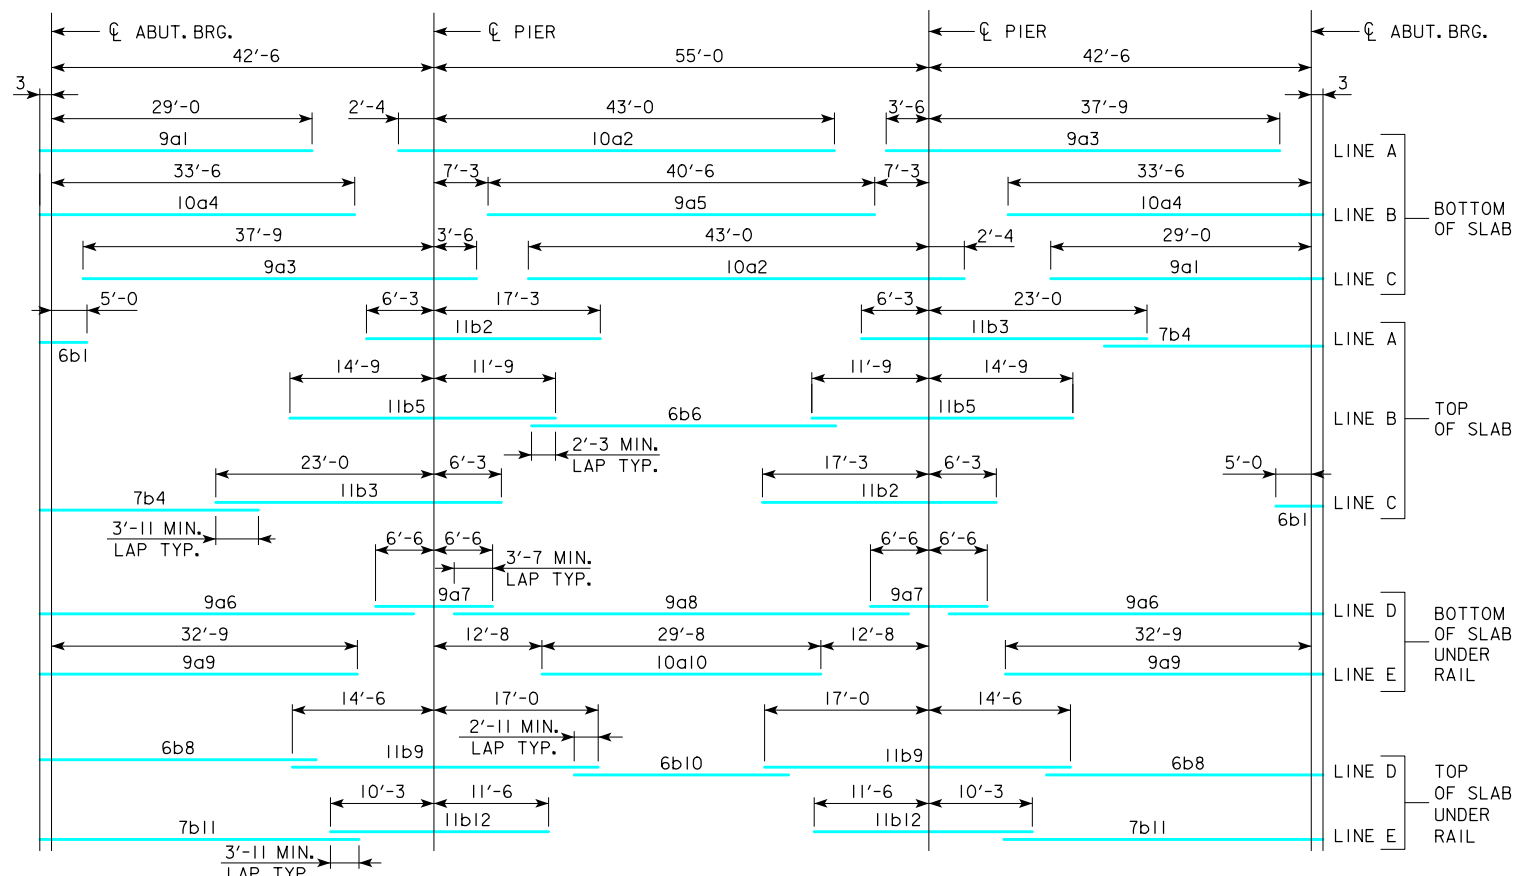 ℄ ABUT. BRG. ℄ PIER ℄ PIER ℄ ABUT. BRG.
42'-6 55'-0 42'-6
3 3
29'-0 2'-4 43'-0 3'-6 37'-9
9a1 10a2 9a3 LINE A
33'-6 7'-3 40'-6 7'-3 33'-6
10a4 9a5 10a4 LINE B
BOTTOM
OF SLAB
37'-9 3'-6 43'-0 2'-4 29'-0
9a3 10a2 9a1 LINE C
5'-0 6'-3 17'-3 6'-3 23'-0
6b1 11b2 11b3 7b4 LINE A
14'-9 11'-9 11'-9 14'-9
11b5 6b6 11b5 LINE B
TOP
OF SLAB
2'-3 MIN.
LAP TYP.
23'-0 6'-3 17'-3 6'-3 5'-0
7b4 11b3 11b2 6b1 LINE C
3'-11 MIN.
LAP TYP.
6'-6 6'-6 6'-6 6'-6
3'-7 MIN.
LAP TYP.
9a6 9a7 9a8 9a7 9a6 LINE D
32'-9 12'-8 29'-8 12'-8 32'-9
9a9 10a10 9a9 LINE E
BOTTOM
OF SLAB
UNDER
RAIL
14'-6 17'-0 17'-0 14'-6
2'-11 MIN.
LAP TYP.
6b8 11b9 6b10 11b9 6b8 LINE D
10'-3 11'-6 11'-6 10'-3
7b11 11b12 11b12 7b11 LINE E
TOP
OF SLAB
UNDER
RAIL
3'-11 MIN.
LAP TYP.